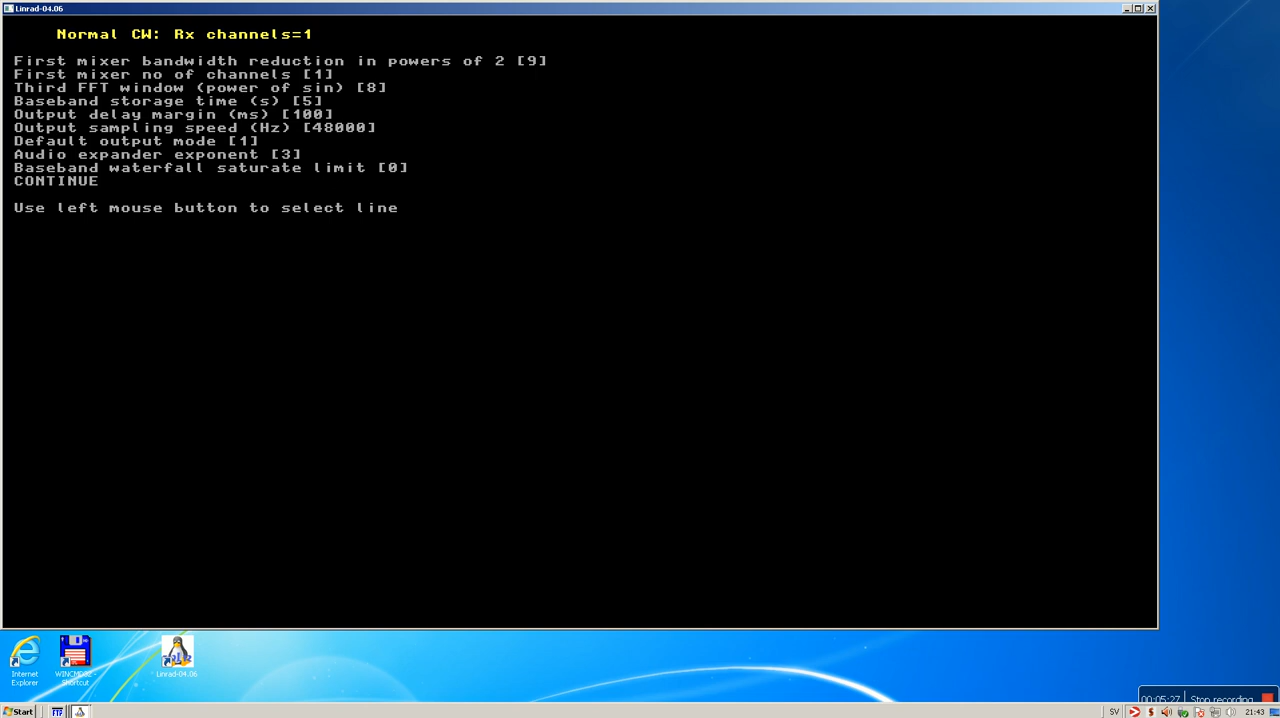 Linrad-04.06
Normal CW: Rx channels=1
First mixer bandwidth reduction in powers of 2 [9]
First mixer no of channels [1]
Third FFT window (power of sin) [8]
Baseband storage time (s) [5]
Output delay margin (ms) [100]
Output sampling speed (Hz) [48000]
Default output mode [1]
Audio expander exponent [3]
Baseband waterfall saturate limit [0]
CONTINUE
Use left mouse button to select line
Internet
Explorer
WINCMD32 -
Shortcut
Linrad-04.06
00:05:27 Stop recording
Start
SV
21:43